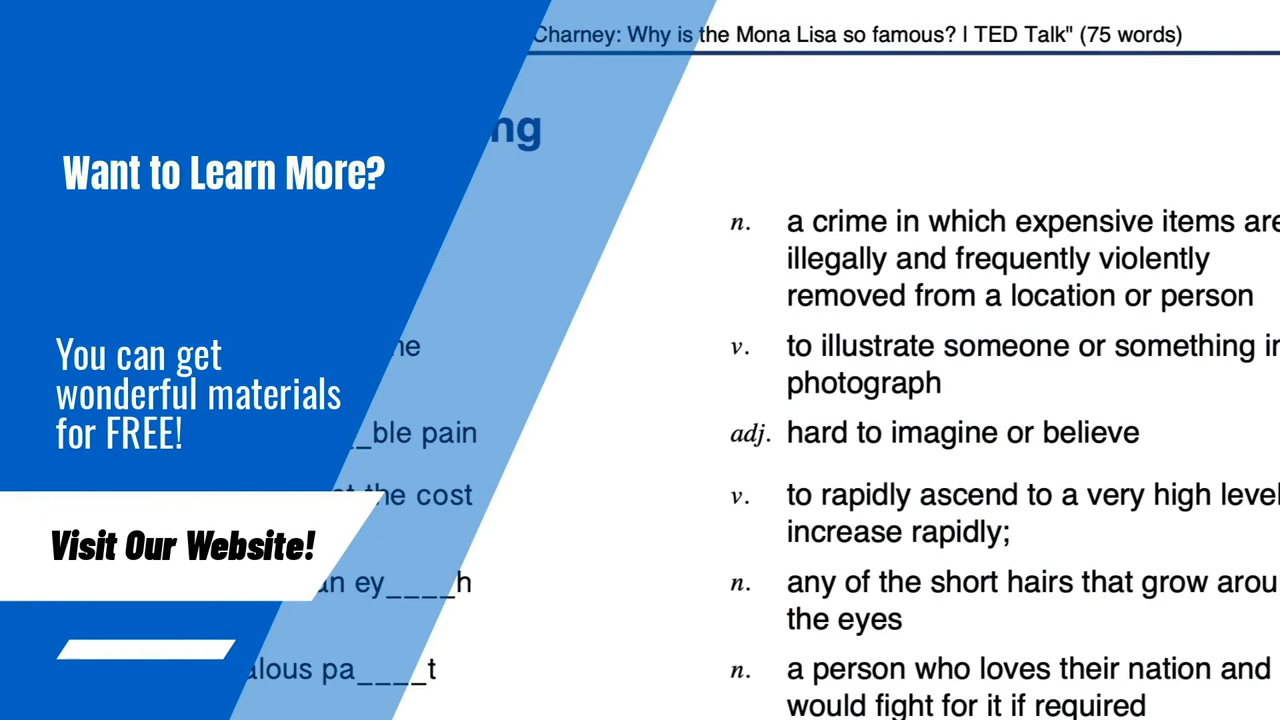 Charney: Why is the Mona Lisa so famous? | TED Talk" (75 words)
ng
Want to Learn More?
You can get
wonderful materials
for FREE!
Visit Our Website!
n. a crime in which expensive items are
illegally and frequently violently
removed from a location or person
he
v. to illustrate someone or something in
photograph
_ble pain
adj. hard to imagine or believe
the cost
v. to rapidly ascend to a very high level
increase rapidly;
an ey____h
n. any of the short hairs that grow arou
the eyes
alous pa____t
n. a person who loves their nation and
would fight for it if required